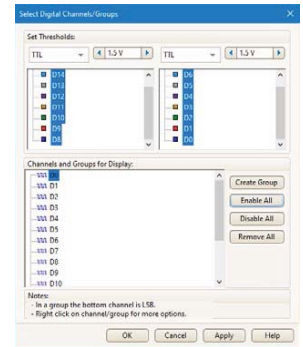 Select Digital Channels/Groups
Set Thresholds:
TTL 1.5 V TTL 1.5 V
D14 D6
D13 D5
D12 D4
D11 D3
D10 D2
D9 D1
D8 D0
Channels and Groups for Display:
D0
D1
D2
D3
D4
D5
D6
D7
D8
D9
D10
Create Group
Enable All
Disable All
Remove All
Notes:
- In a group the bottom channel is LSB.
- Right click on channel/group for more options.
OK Cancel Apply Help